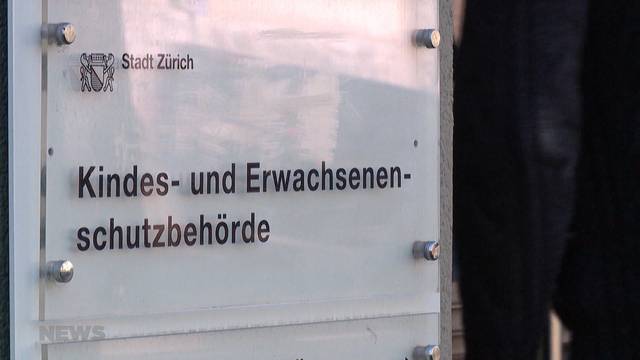 Stadt Zürich
Kindes- und Erwachsenen-
schutzbehörde
NEWS